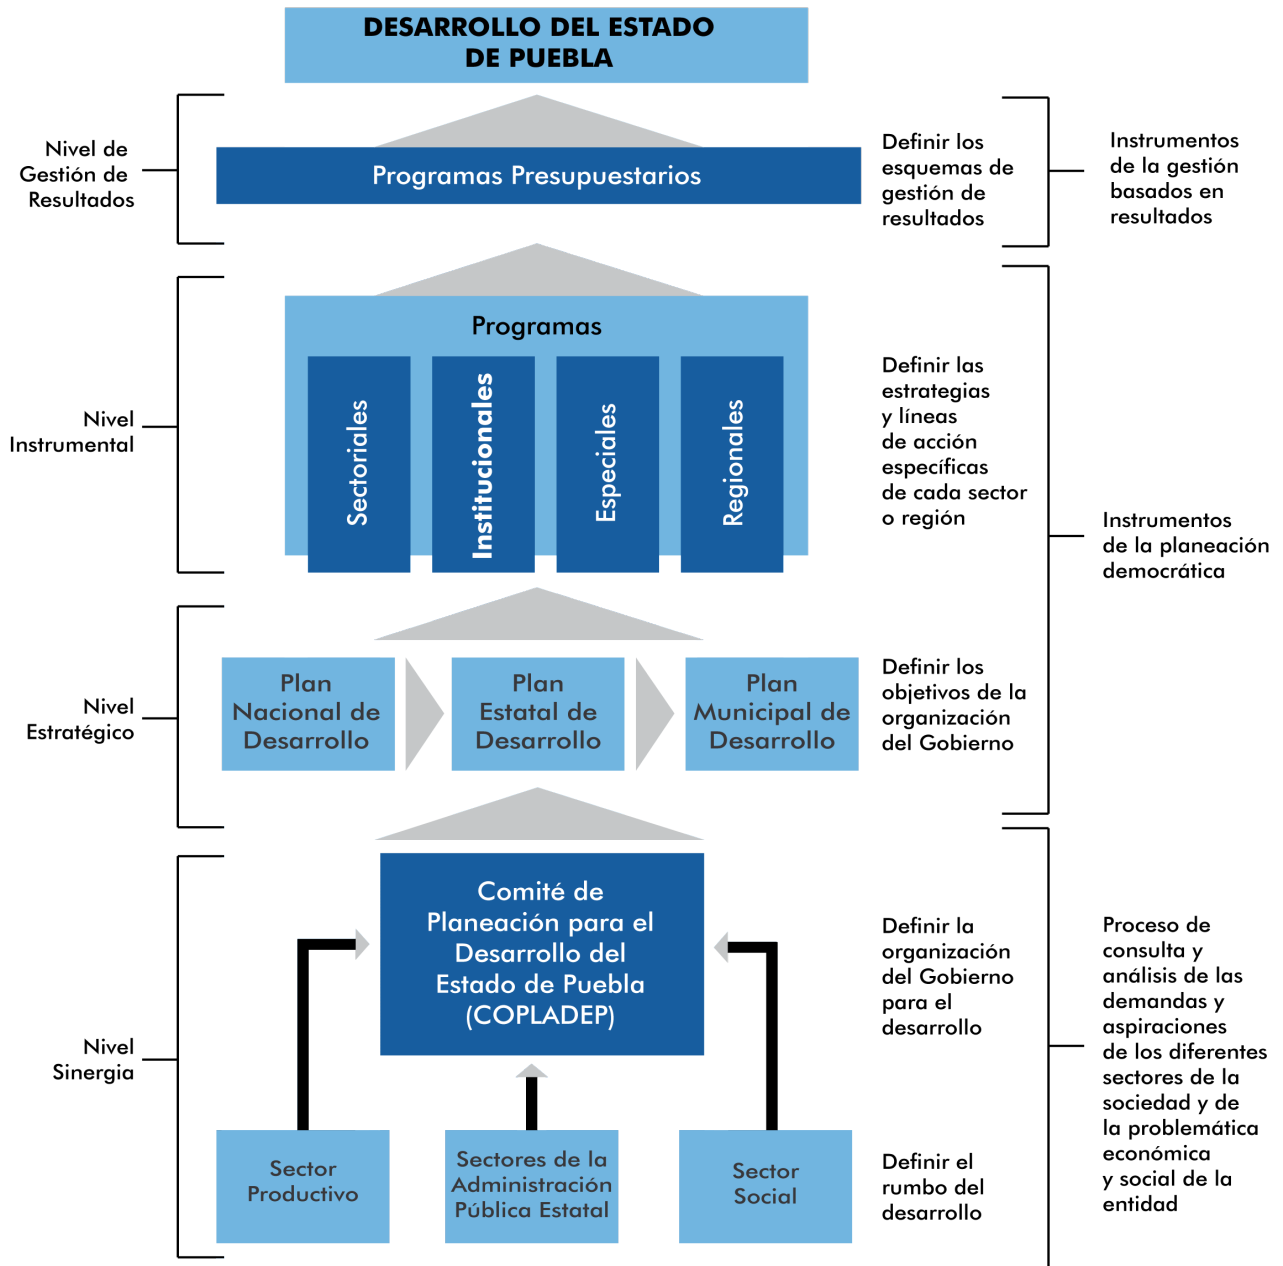 DESARROLLO DEL ESTADO
DE PUEBLA
Nivel de
Gestión de
Resultados
Programas Presupuestarios
Definir los
esquemas de
gestión de
resultados
Instrumentos
de la gestión
basados en
resultados
Nivel
Instrumental
Programas
Sectoriales
Institucionales
Especiales
Regionales
Definir las
estrategias
y líneas
de acción
específicas
de cada sector
o región
Instrumentos
de la planeación
democrática
Nivel
Estratégico
Plan
Nacional de
Desarrollo
Plan
Estatal de
Desarrollo
Plan
Municipal de
Desarrollo
Definir los
objetivos de la
organización
del Gobierno
Nivel
Sinergia
Comité de
Planeación para el
Desarrollo del
Estado de Puebla
(COPLADEP)
Definir la
organización
del Gobierno
para el
desarrollo
Sector
Productivo
Sectores de la
Administración
Pública Estatal
Sector
Social
Definir el
rumbo del
desarrollo
Proceso de
consulta y
análisis de las
demandas y
aspiraciones
de los diferentes
sectores de la
sociedad y de
la problemática
económica
y social de la
entidad